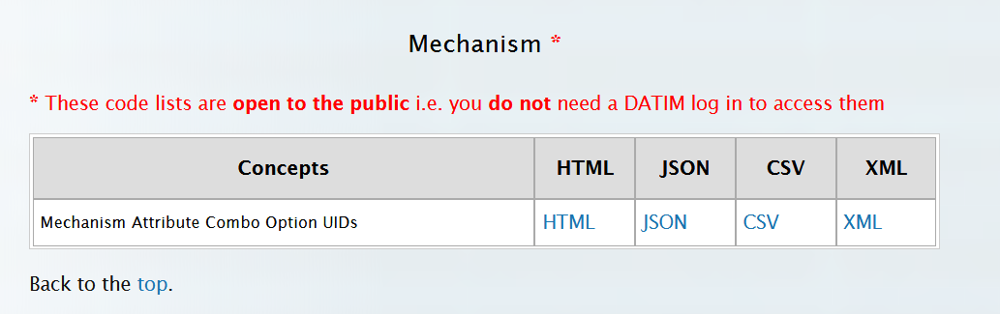 Mechanism *
* These code lists are open to the public i.e. you do not need a DATIM log in to access them
Concepts HTML JSON CSV XML
Mechanism Attribute Combo Option UIDs HTML JSON CSV XML
Back to the top.